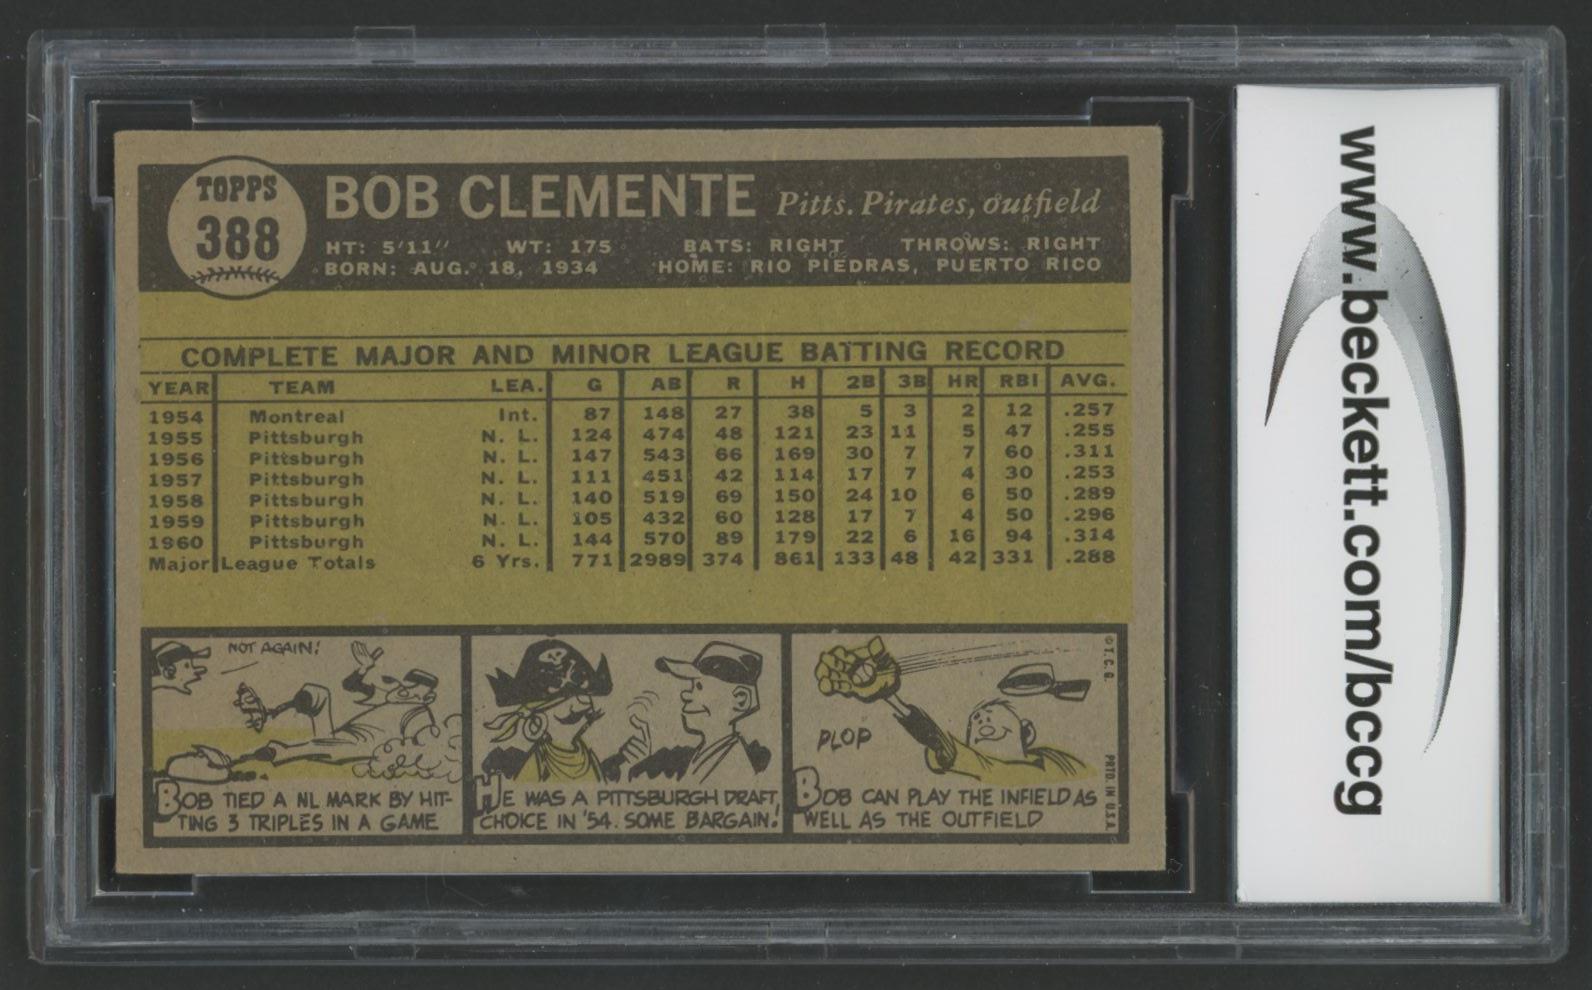 TOPPS
388
BOB CLEMENTE Pitts. Pirates, outfield
HT: 5'11" WT: 175 BATS: RIGHT THROWS: RIGHT
BORN: AUG. 18, 1934 HOME: RIO PIEDRAS, PUERTO RICO
COMPLETE MAJOR AND MINOR LEAGUE BATTING RECORD
YEAR TEAM LEA. G AB R H 2B 3B HR RBI AVG.
1954 Montreal Int. 87 148 27 38 5 3 2 12 .257
1955 Pittsburgh N. L. 124 474 48 121 23 11 5 47 .255
1956 Pittsburgh N. L. 147 543 66 169 30 7 7 60 .311
1957 Pittsburgh N. L. 111 451 42 114 17 7 4 30 .253
1958 Pittsburgh N. L. 140 519 69 150 24 10 6 50 .289
1959 Pittsburgh N. L. 105 432 60 128 17 7 4 50 .296
1960 Pittsburgh N. L. 144 570 89 179 22 6 16 94 .314
Major League Totals 6 Yrs. 771 2989 374 861 133 48 42 331 .288
NOT AGAIN!
BOB TIED A NL MARK BY HIT-
TING 3 TRIPLES IN A GAME
HE WAS A PITTSBURGH DRAFT
CHOICE IN '54. SOME BARGAIN!
PLOP
BOB CAN PLAY THE INFIELD AS
WELL AS THE OUTFIELD
© T. C. G.
PRTD. IN U.S.A.
www.beckett.com/bccg